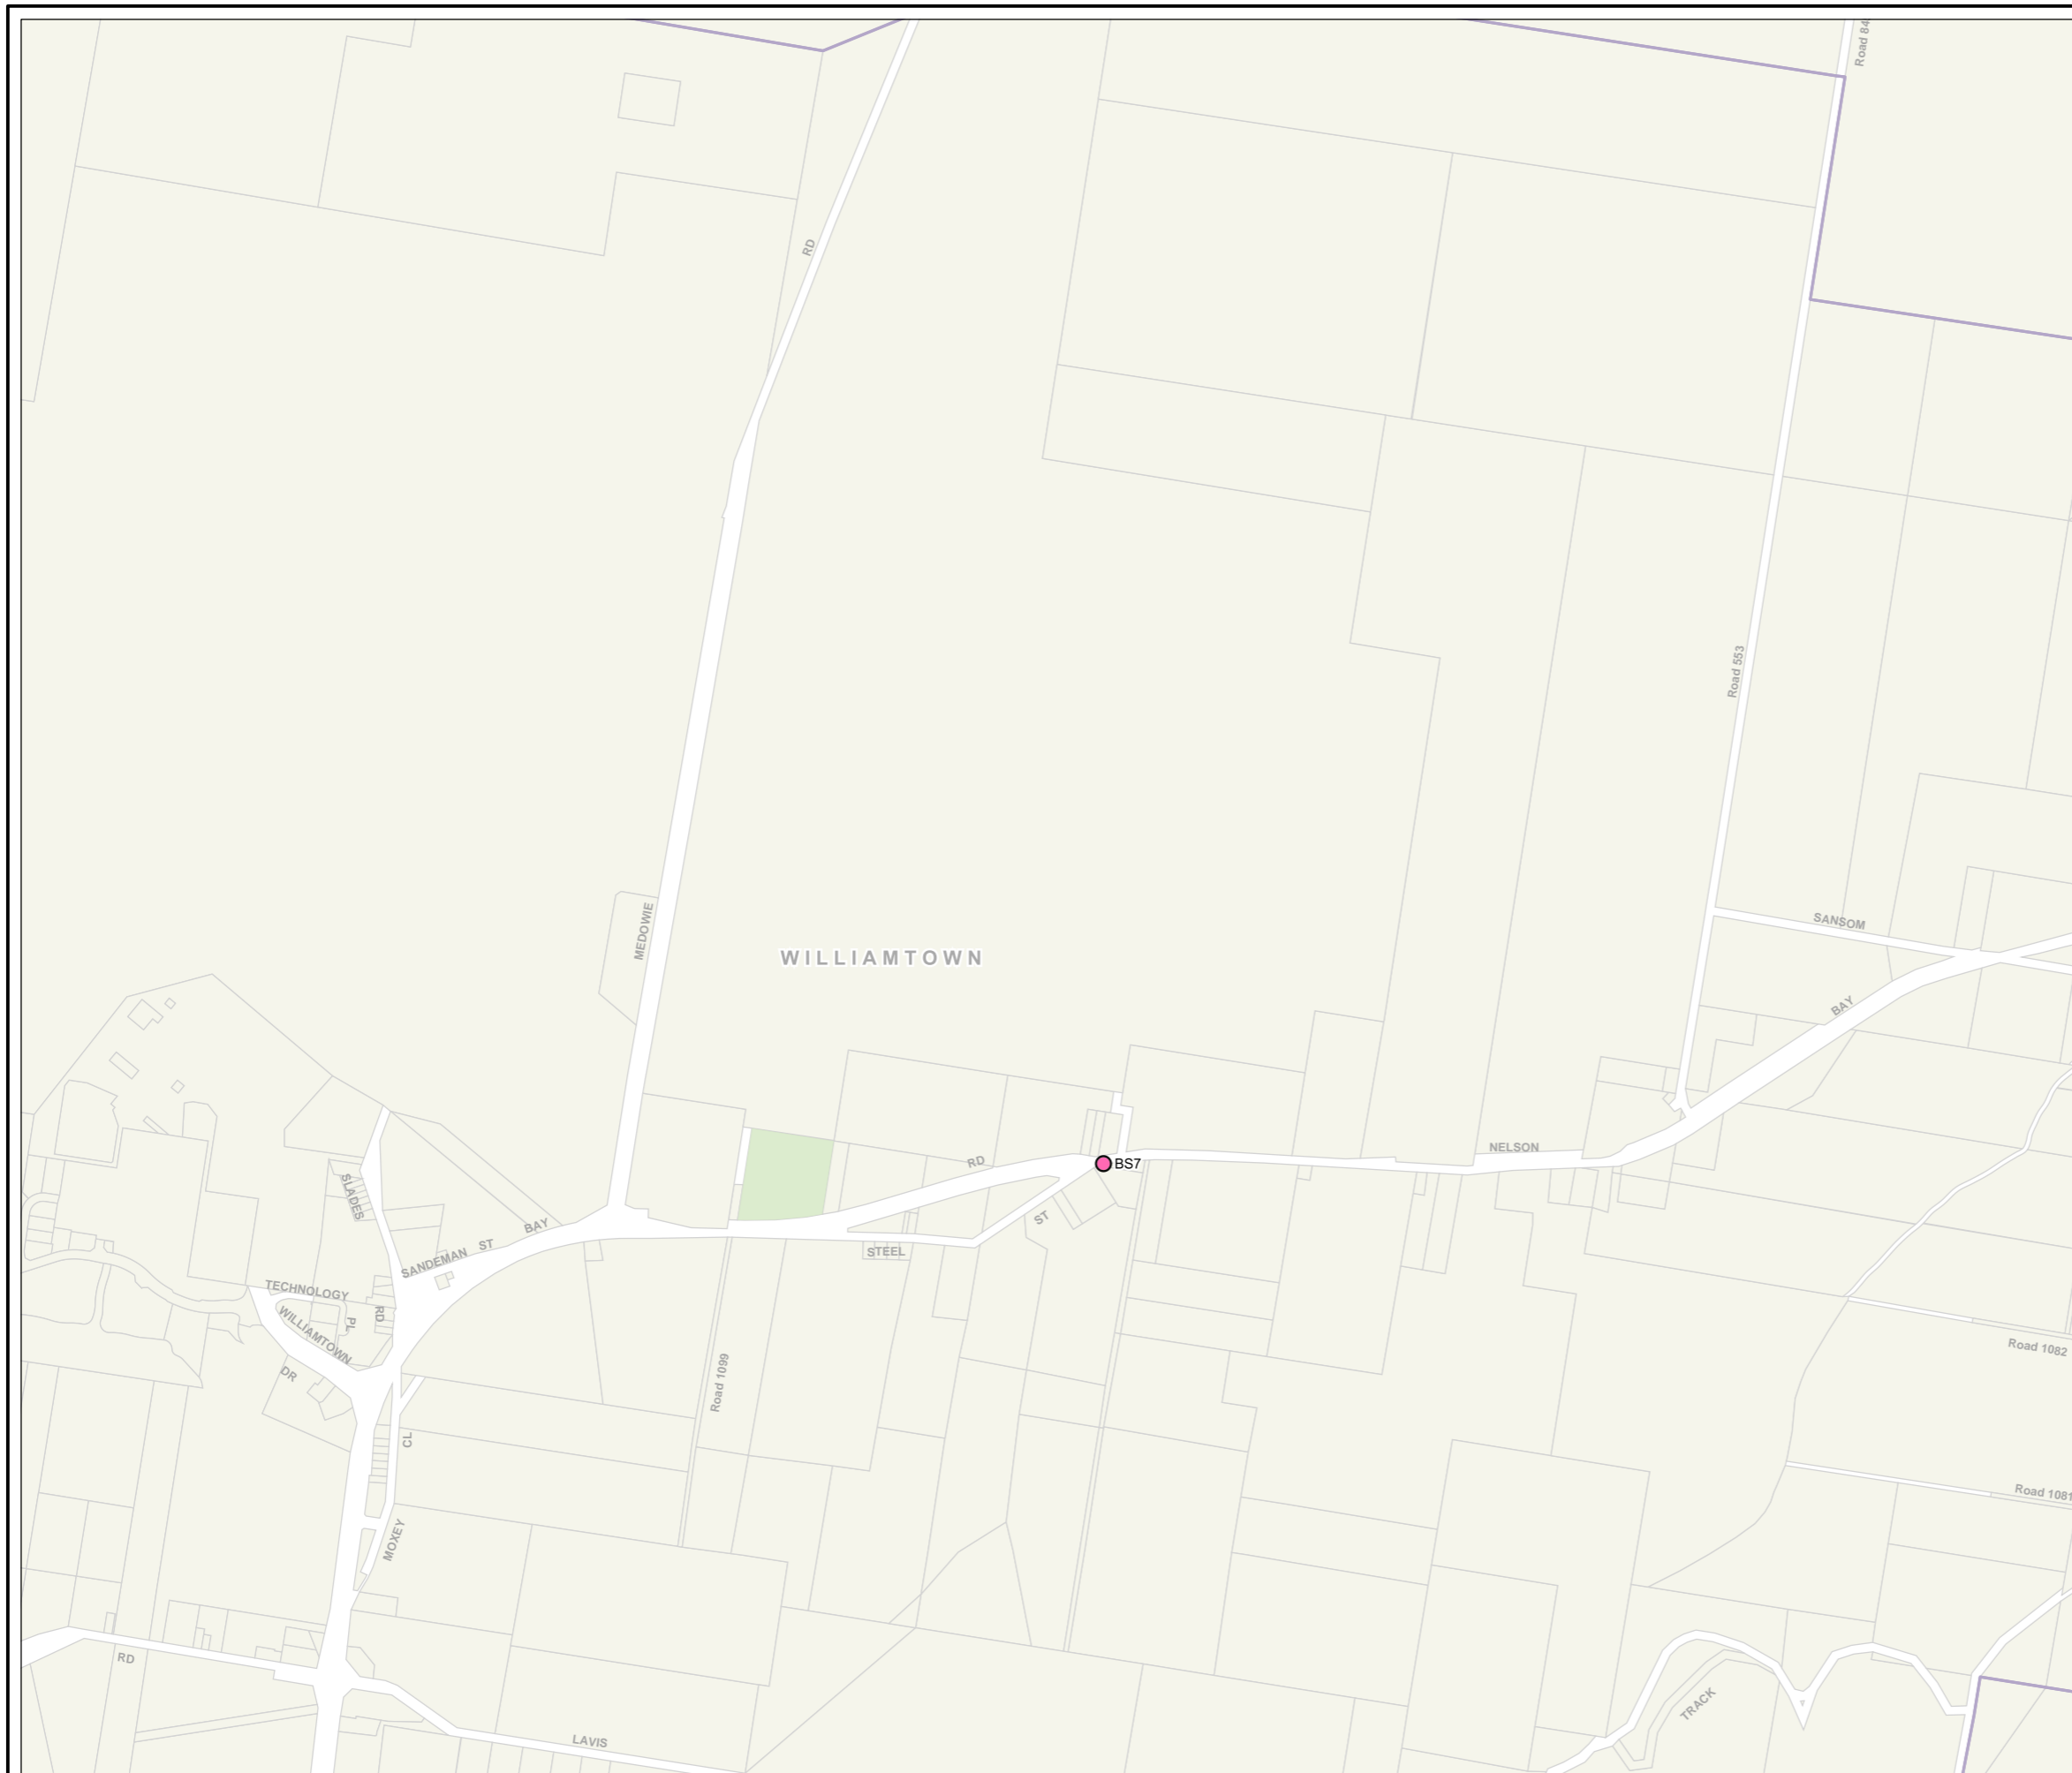 Road 84
RD
Road 553
MEDOWIE
SANSOM
WILLIAMTOWN
BAY
NELSON
RD
BS7
SLADES
ST
BAY
ST
STEEL
SANDEMAN
TECHNOLOGY
RD
PL
WILLIAMTOWN
DR
Road 1082
Road 1099
CL
Road 1081
MOXEY
RD
TRACK
LAVIS